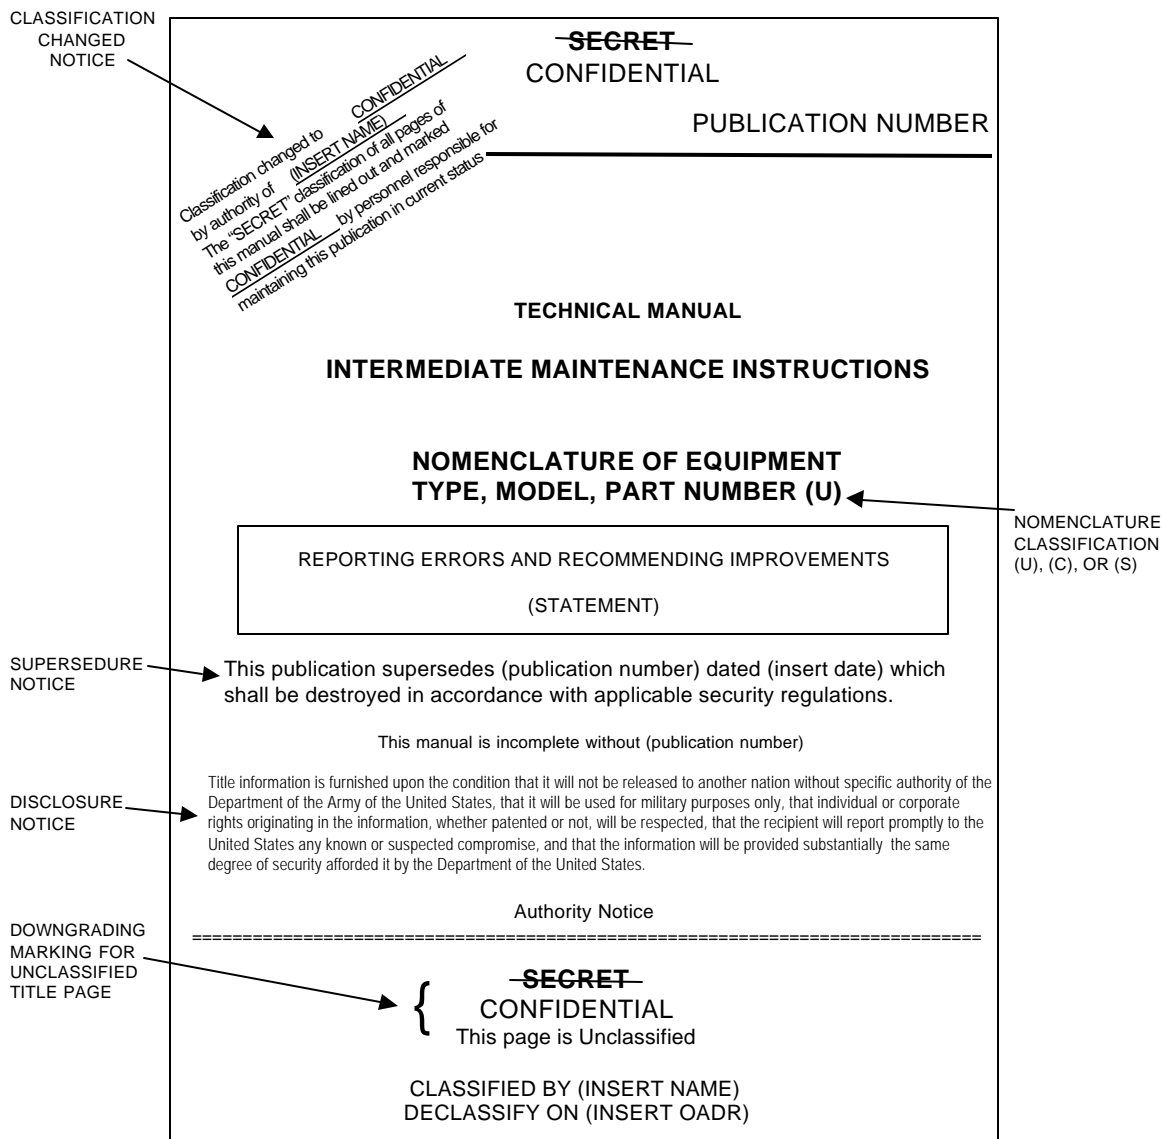 CLASSIFICATION
CHANGED
NOTICE
SECRET
CONFIDENTIAL
PUBLICATION NUMBER
Classification changed to CONFIDENTIAL
by authority of (INSERT NAME)
The “SECRET” classification of all pages of
this manual shall be lined out and marked
CONFIDENTIAL by personnel responsible for
maintaining this publication in current status
TECHNICAL MANUAL
INTERMEDIATE MAINTENANCE INSTRUCTIONS
NOMENCLATURE OF EQUIPMENT
TYPE, MODEL, PART NUMBER (U)
NOMENCLATURE
CLASSIFICATION
(U), (C), OR (S)
REPORTING ERRORS AND RECOMMENDING IMPROVEMENTS
(STATEMENT)
SUPERSEDURE
NOTICE
This publication supersedes (publication number) dated (insert date) which
shall be destroyed in accordance with applicable security regulations.
This manual is incomplete without (publication number)
DISCLOSURE
NOTICE
Title information is furnished upon the condition that it will not be released to another nation without specific authority of the
Department of the Army of the United States, that it will be used for military purposes only, that individual or corporate
rights originating in the information, whether patented or not, will be respected, that the recipient will report promptly to the
United States any known or suspected compromise, and that the information will be provided substantially the same
degree of security afforded it by the Department of the United States.
Authority Notice
==============================================================================
DOWNGRADING
MARKING FOR
UNCLASSIFIED
TITLE PAGE
{
SECRET
CONFIDENTIAL
This page is Unclassified
CLASSIFIED BY (INSERT NAME)
DECLASSIFY ON (INSERT OADR)